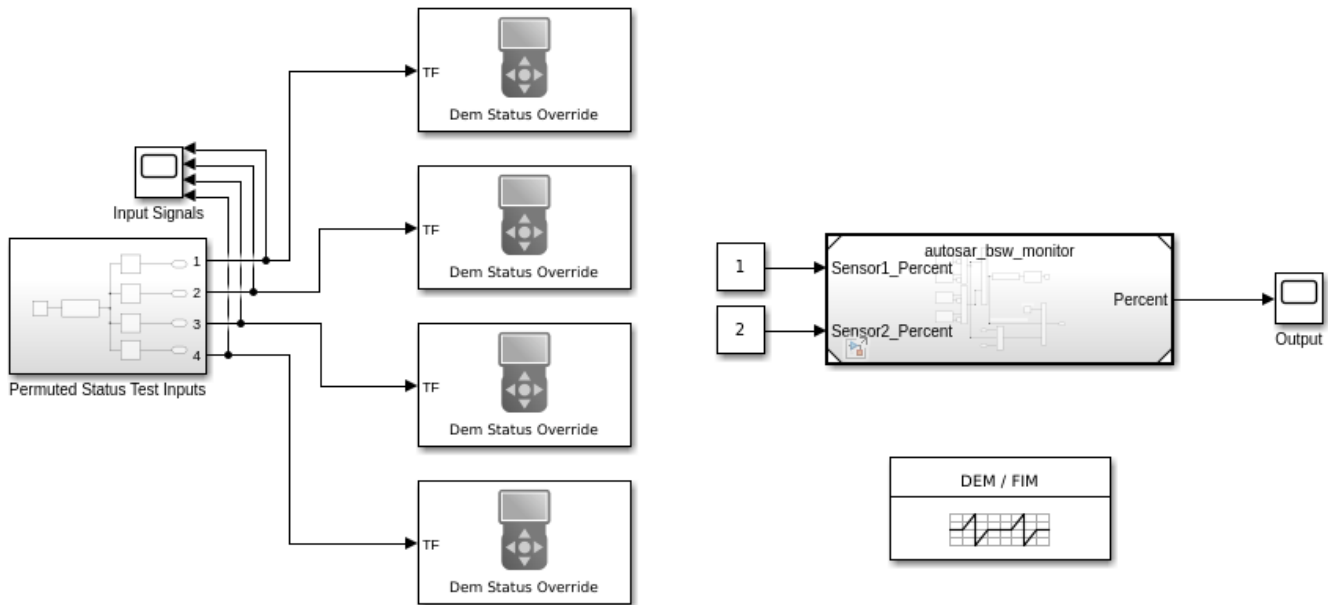 TF
Dem Status Override
Input Signals
1
2
3
4
Permuted Status Test Inputs
TF
Dem Status Override
TF
Dem Status Override
TF
Dem Status Override
1
2
autosar_bsw_monitor
Sensor1_Percent
Sensor2_Percent
Percent
Output
DEM / FIM